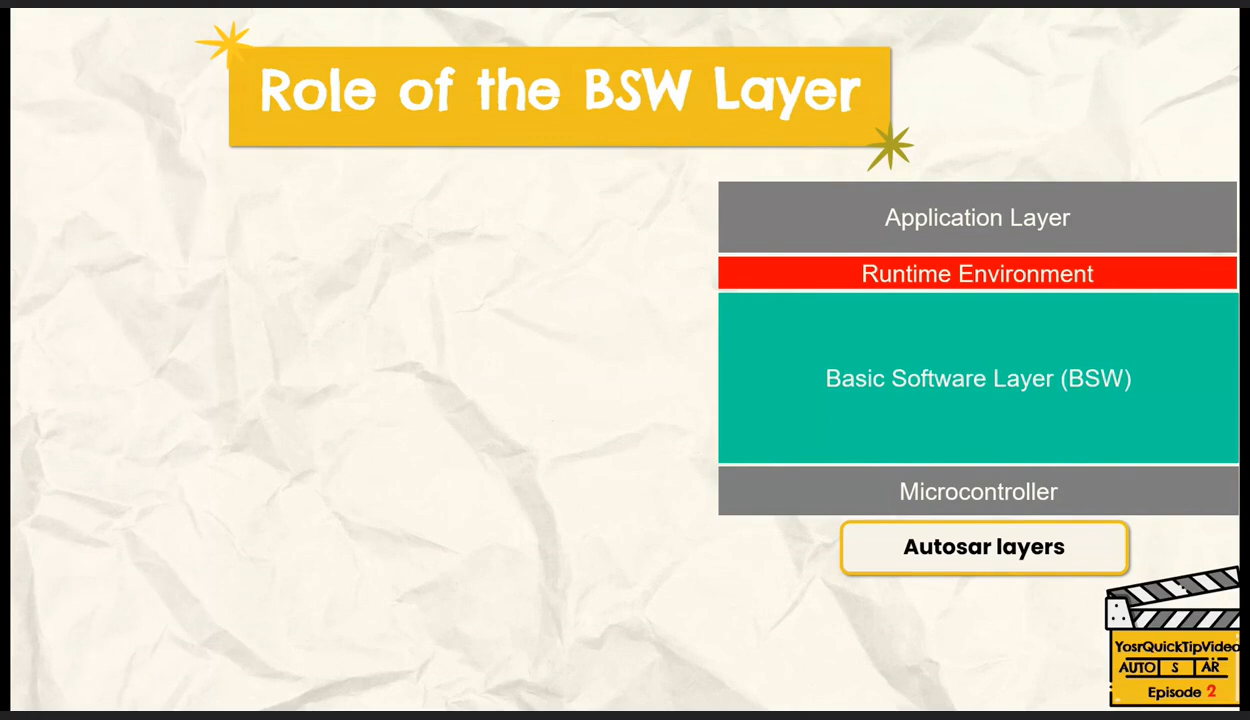 Role of the BSW Layer
Application Layer
Runtime Environment
Basic Software Layer (BSW)
Microcontroller
Autosar layers
YosrQuickTipVideo
AUTO S AR
Episode 2